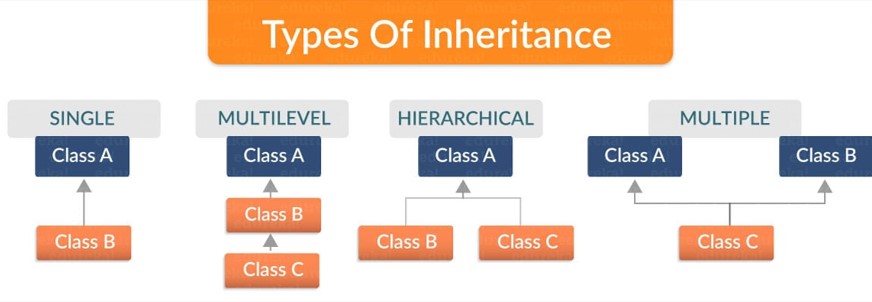 Types Of Inheritance
SINGLE
Class A
Class B
MULTILEVEL
Class A
Class B
Class C
HIERARCHICAL
Class A
Class B
Class C
MULTIPLE
Class A
Class B
Class C